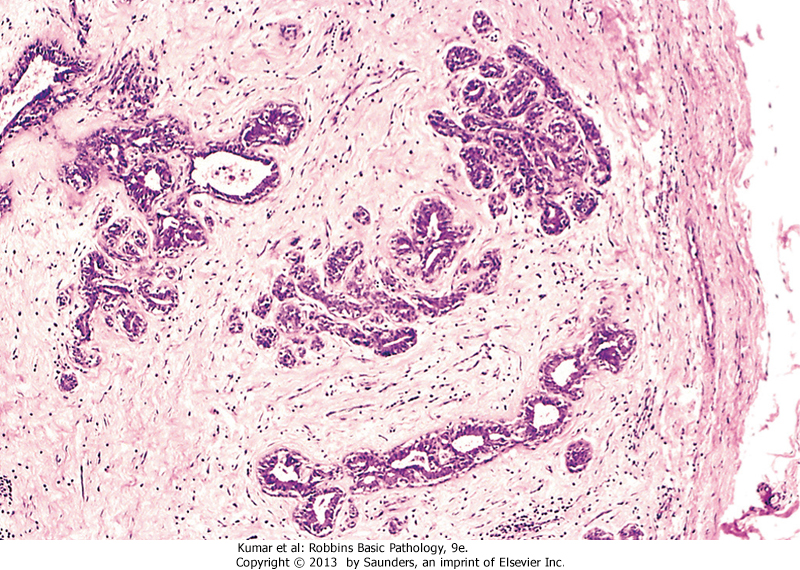 Kumar et al: Robbins Basic Pathology, 9e.
Copyright © 2013 by Saunders, an imprint of Elsevier Inc.